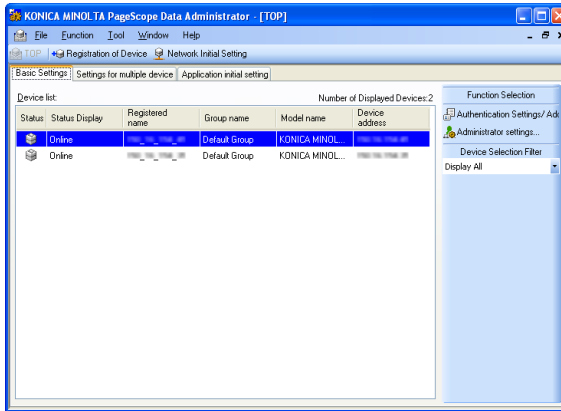 KONICA MINOLTA PageScope Data Administrator - [TOP]
File Function Tool Window Help
TOP Registration of Device Network Initial Setting
Basic Settings Settings for multiple device Application initial setting
Device list: Number of Displayed Devices:2
Status Status Display Registered name Group name Model name Device address
Online Default Group KONICA MINOL...
Online Default Group KONICA MINOL...
Function Selection
Authentication Settings/
Administrator settings...
Device Selection Filter
Display All